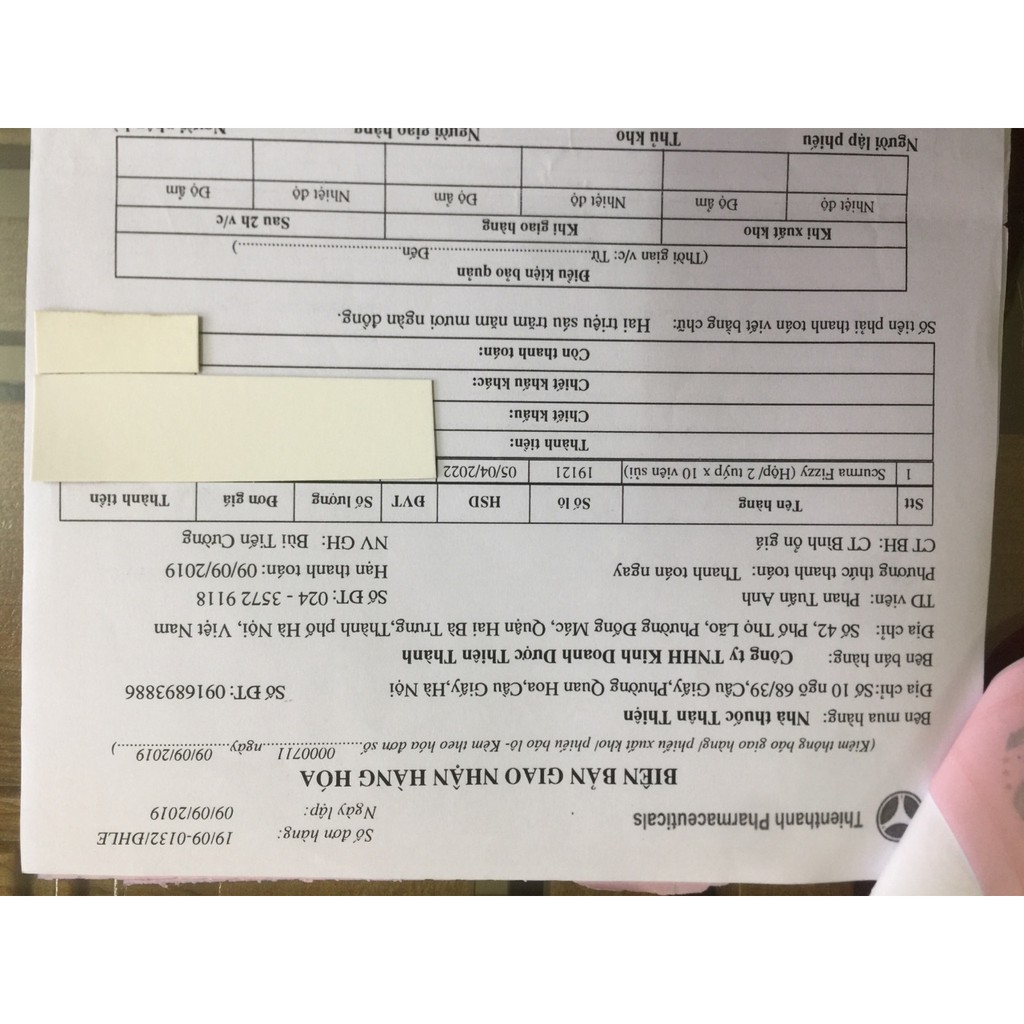 Thienthanh Pharmaceuticals
Số đơn hàng: 19/09-0132/ĐHLE
Ngày lập: 09/09/2019
BIÊN BẢN GIAO NHẬN HÀNG HÓA
(Kiêm thông báo giao hàng/ phiếu xuất kho/ phiếu báo lô- Kèm theo hóa đơn số......0000711......ngày......09/09/2019......)
Bên mua hàng: Nhà thuốc Thân Thiện
Địa chỉ:Số 10 ngõ 68/39,Cầu Giấy,Phường Quan Hoa,Cầu Giấy,Hà Nội Số ĐT: 0916893886
Bên bán hàng: Công ty TNHH Kinh Doanh Dược Thiên Thành
Địa chỉ: Số 42, Phố Thọ Lão, Phường Đồng Mác, Quận Hai Bà Trưng,Thành phố Hà Nội, Việt Nam
TD viên: Phan Tuấn Anh Số ĐT: 024 - 3572 9118
Phương thức thanh toán: Thanh toán ngay Hạn thanh toán: 09/09/2019
CT BH: CT Bình ổn giá NV GH: Bùi Tiến Cường
Stt Tên hàng Số lô HSD ĐVT Số lượng Đơn giá Thành tiền
1 Scurma Fizzy (Hộp/ 2 tuýp x 10 viên sủi) 19121 05/04/2022
Thành tiền:
Chiết khấu:
Chiết khấu khác:
Còn thanh toán:
Số tiền phải thanh toán viết bằng chữ: Hai triệu sáu trăm năm mươi ngàn đồng.
Điều kiện bảo quản
(Thời gian v/c: Từ..............................Đến..............................)
Khi xuất kho Khi giao hàng Sau 2h v/c
Nhiệt độ Độ ẩm Nhiệt độ Độ ẩm Nhiệt độ Độ ẩm
Người lập phiếu Thủ kho Người giao hàng